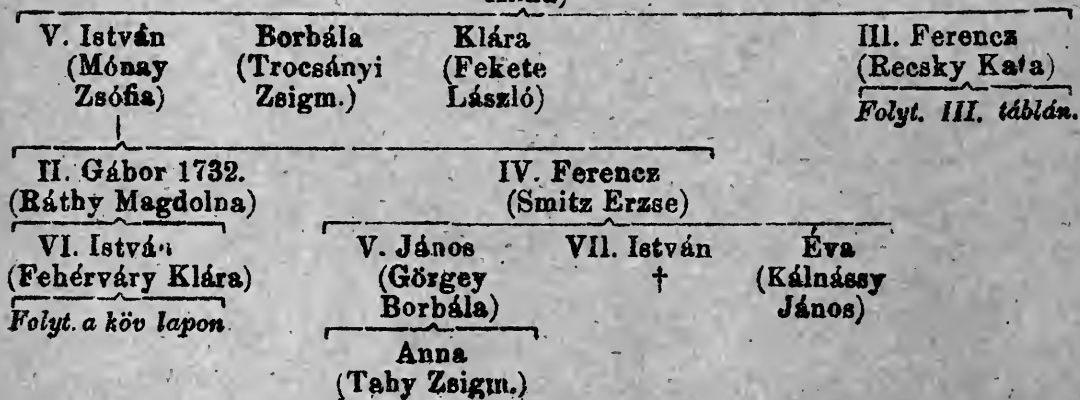 V. István Borbála Klára III. Ferencz
(Mónay (Trocsányi (Fekete (Recsky Kata)
Zsófia) Zsigm.) László) Folyt. III. táblán.
II. Gábor 1732. IV. Ferencz
(Ráthy Magdolna) (Smitz Erzse)
VI. István V. János VII. István Éva
(Fehérváry Klára) (Görgey † (Kálnássy
Folyt. a köv lapon. Borbála) János)
Anna
(Taby Zsigm.)